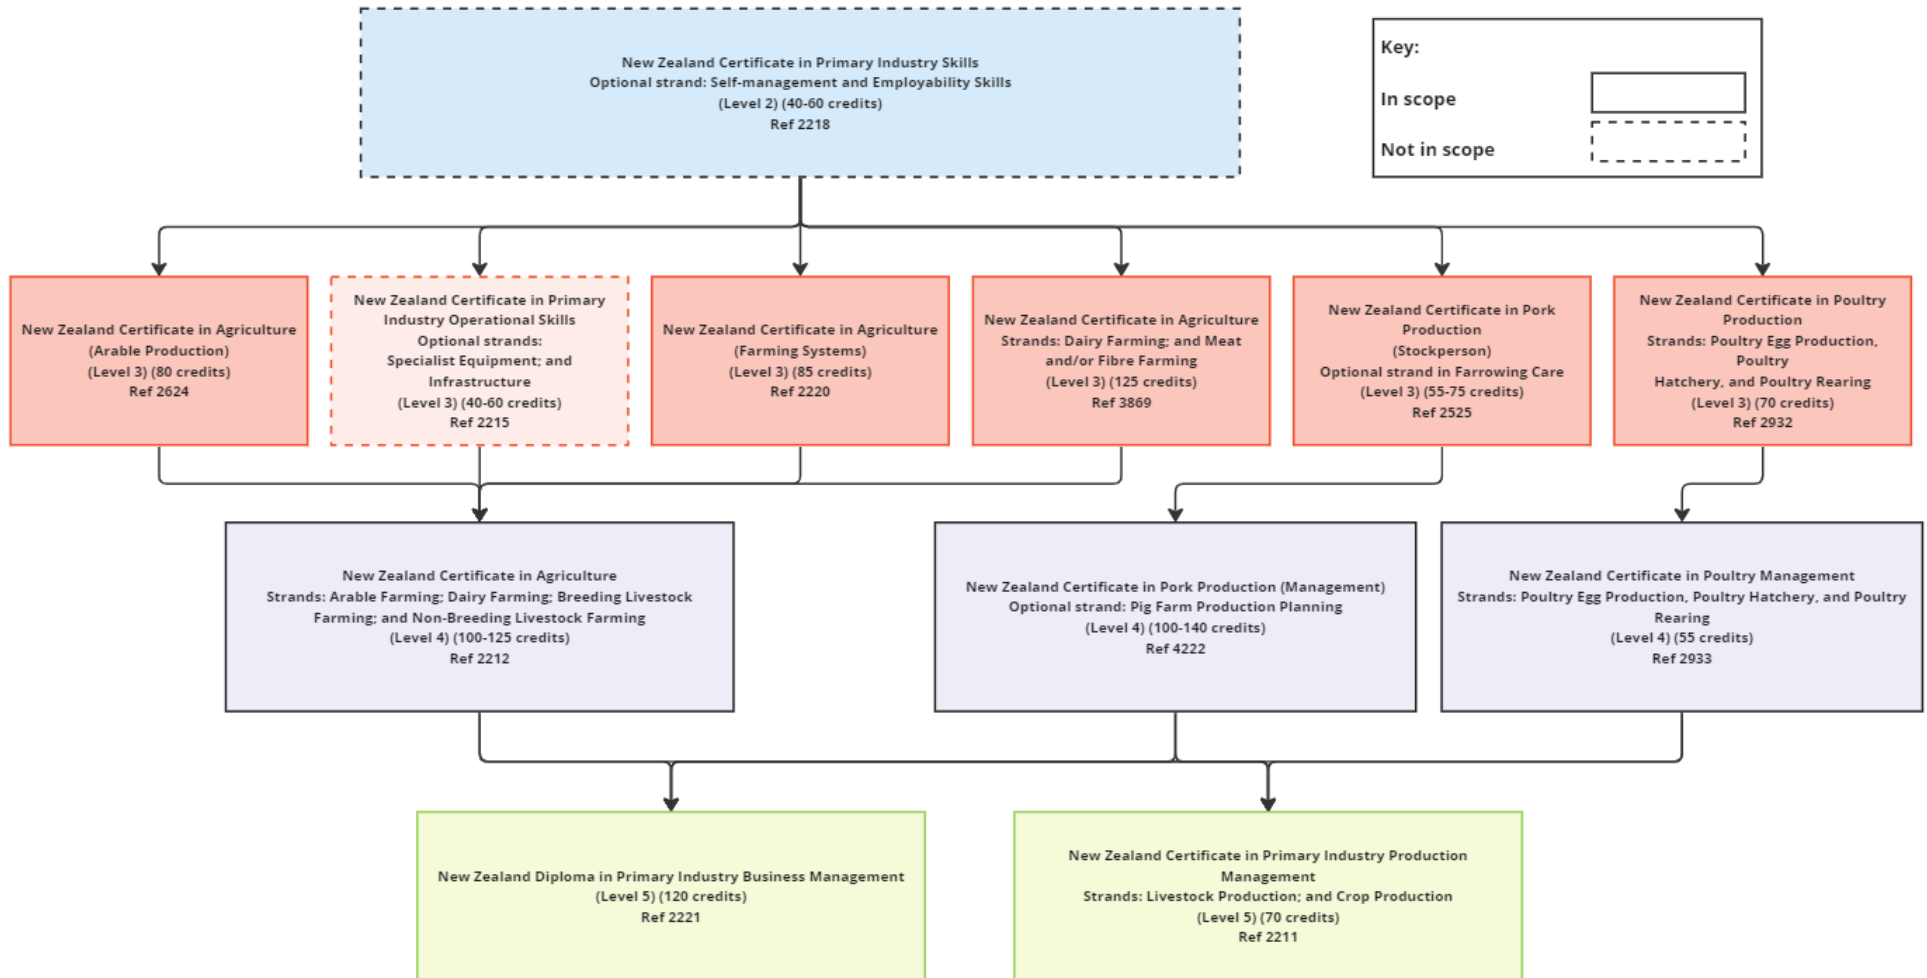 New Zealand Certificate in Primary Industry Skills
Optional strand: Self-management and Employability Skills
(Level 2) (40-60 credits)
Ref 2218
Key:
In scope
Not in scope
New Zealand Certificate in Agriculture
(Arable Production)
(Level 3) (80 credits)
Ref 2624
New Zealand Certificate in Primary
Industry Operational Skills
Optional strands:
Specialist Equipment; and
Infrastructure
(Level 3) (40-60 credits)
Ref 2215
New Zealand Certificate in Agriculture
(Farming Systems)
(Level 3) (85 credits)
Ref 2220
New Zealand Certificate in Agriculture
Strands: Dairy Farming; and Meat
and/or Fibre Farming
(Level 3) (125 credits)
Ref 3869
New Zealand Certificate in Pork
Production
(Stockperson)
Optional strand in Farrowing Care
(Level 3) (55-75 credits)
Ref 2525
New Zealand Certificate in Poultry
Production
Strands: Poultry Egg Production,
Poultry
Hatchery, and Poultry Rearing
(Level 3) (70 credits)
Ref 2932
New Zealand Certificate in Agriculture
Strands: Arable Farming; Dairy Farming; Breeding Livestock
Farming; and Non-Breeding Livestock Farming
(Level 4) (100-125 credits)
Ref 2212
New Zealand Certificate in Pork Production (Management)
Optional strand: Pig Farm Production Planning
(Level 4) (100-140 credits)
Ref 4222
New Zealand Certificate in Poultry Management
Strands: Poultry Egg Production, Poultry Hatchery, and Poultry
Rearing
(Level 4) (55 credits)
Ref 2933
New Zealand Diploma in Primary Industry Business Management
(Level 5) (120 credits)
Ref 2221
New Zealand Certificate in Primary Industry Production
Management
Strands: Livestock Production; and Crop Production
(Level 5) (70 credits)
Ref 2211